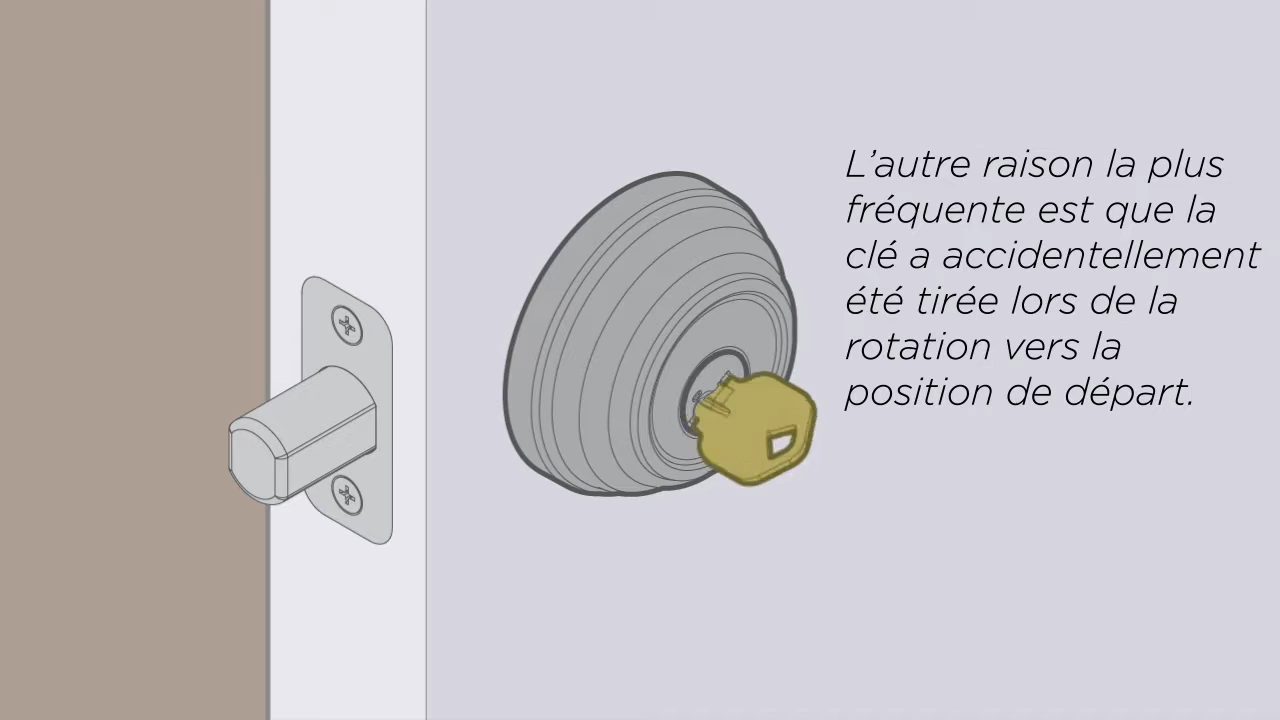 L’autre raison la plus
fréquente est que la
clé a accidentellement
été tirée lors de la
rotation vers la
position de départ.